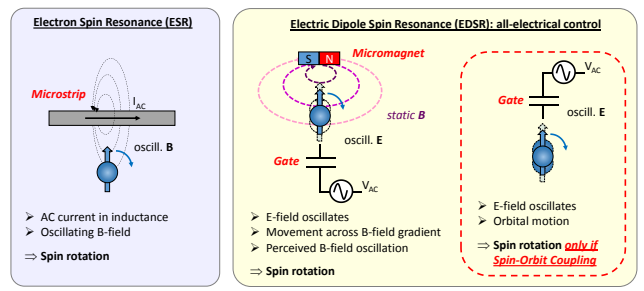 Electron Spin Resonance (ESR)
Microstrip
I_AC
oscill. B
➢ AC current in inductance
➢ Oscillating B-field
⇒ Spin rotation
Electric Dipole Spin Resonance (EDSR): all-electrical control
S N
Micromagnet
static B
oscill. E
Gate
V_AC
➢ E-field oscillates
➢ Movement across B-field gradient
➢ Perceived B-field oscillation
⇒ Spin rotation
V_AC
Gate
oscill. E
➢ E-field oscillates
➢ Orbital motion
⇒ Spin rotation only if
Spin-Orbit Coupling